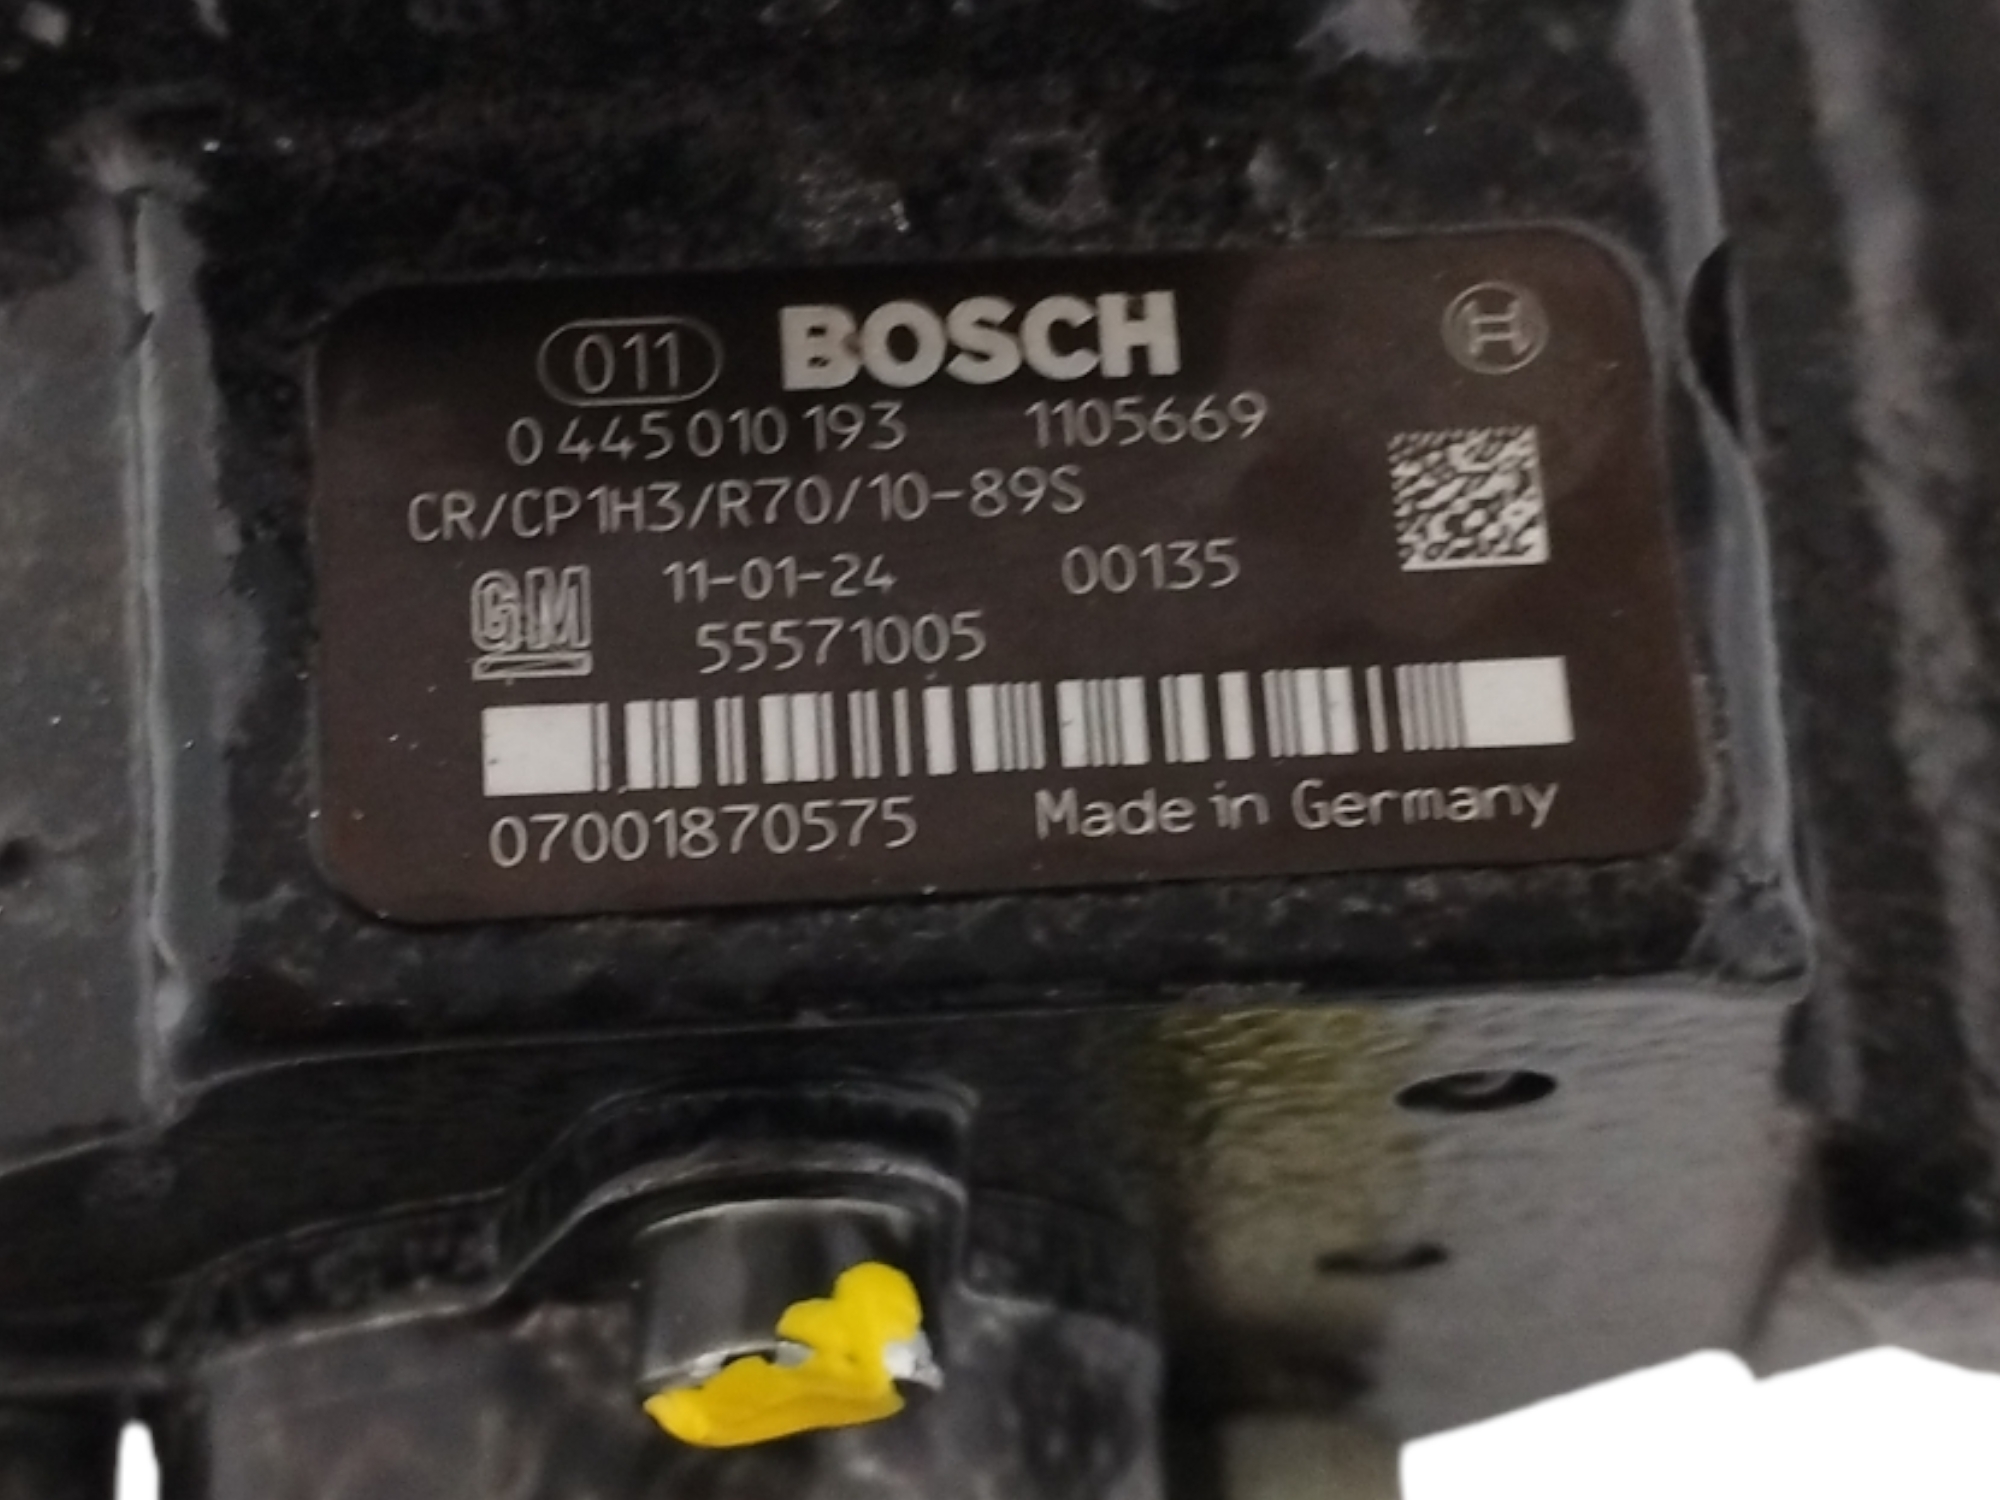 011 BOSCH
0 445 010 193 1105669
CR/CP1H3/R70/10-89S
GM 11-01-24 00135
55571005
07001870575 Made in Germany